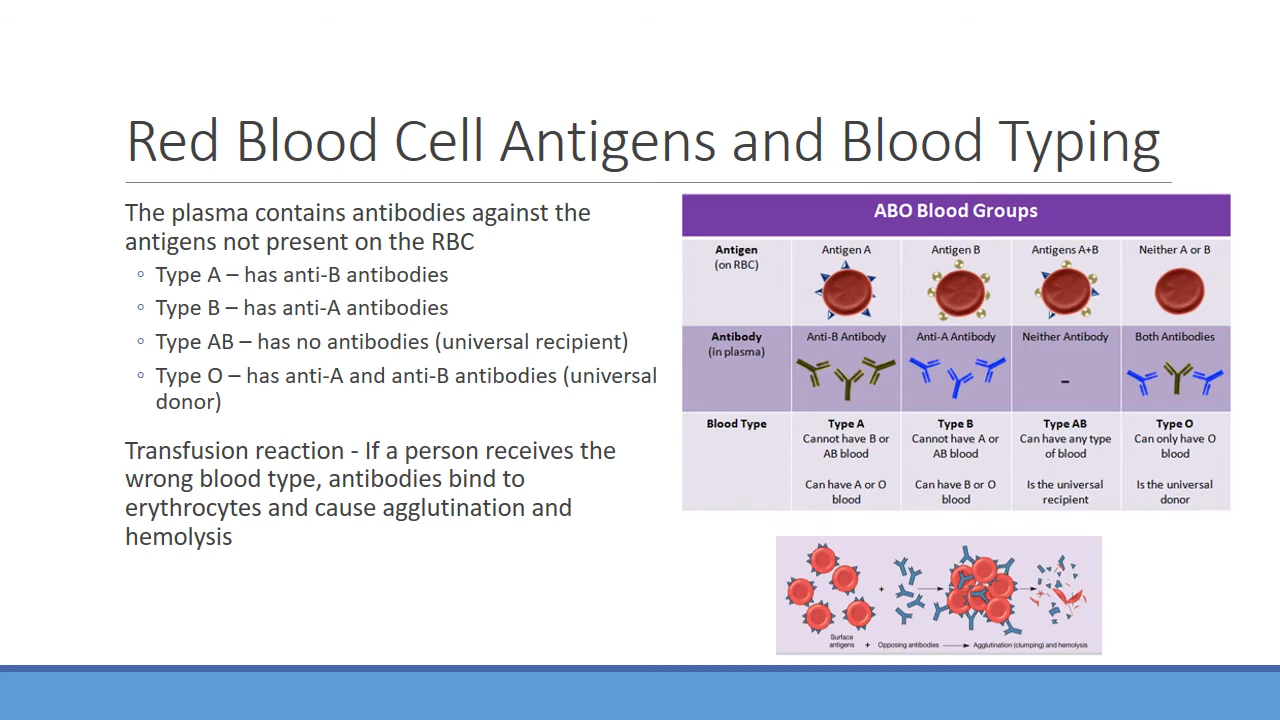 Red Blood Cell Antigens and Blood Typing
The plasma contains antibodies against the
antigens not present on the RBC
◦ Type A – has anti-B antibodies
◦ Type B – has anti-A antibodies
◦ Type AB – has no antibodies (universal recipient)
◦ Type O – has anti-A and anti-B antibodies (universal
donor)
Transfusion reaction - If a person receives the
wrong blood type, antibodies bind to
erythrocytes and cause agglutination and
hemolysis
ABO Blood Groups
Antigen Antigen A Antigen B Antigens A+B Neither A or B
(on RBC)
Antibody Anti-B Antibody Anti-A Antibody Neither Antibody Both Antibodies
(in plasma)
-
Blood Type Type A Type B Type AB Type O
Cannot have B or Cannot have A or Can have any type Can only have O
AB blood AB blood of blood blood
Can have A or O Can have B or O Is the universal Is the universal
blood blood recipient donor
+
Surface
antigens + Opposing antibodies Agglutination (clumping) and hemolysis